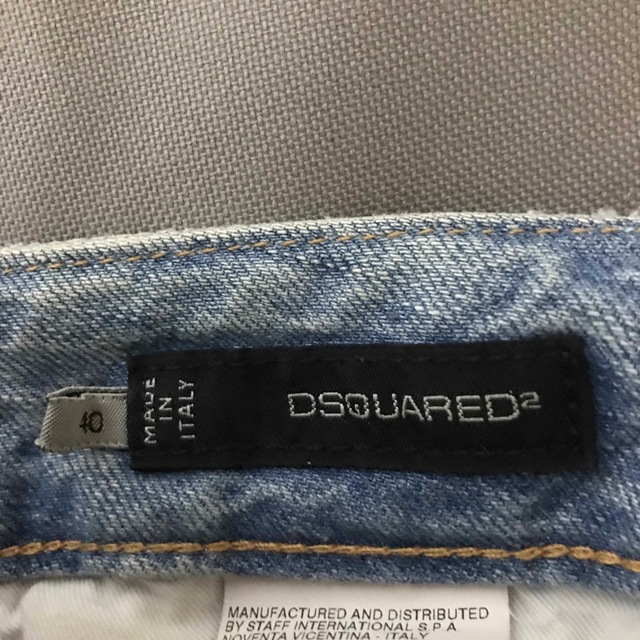 40
MADE
IN
ITALY
DSQUARED2
MANUFACTURED AND DISTRIBUTED
BY STAFF INTERNATIONAL S.P.A
NOVENTA VICENTINA - ITALY